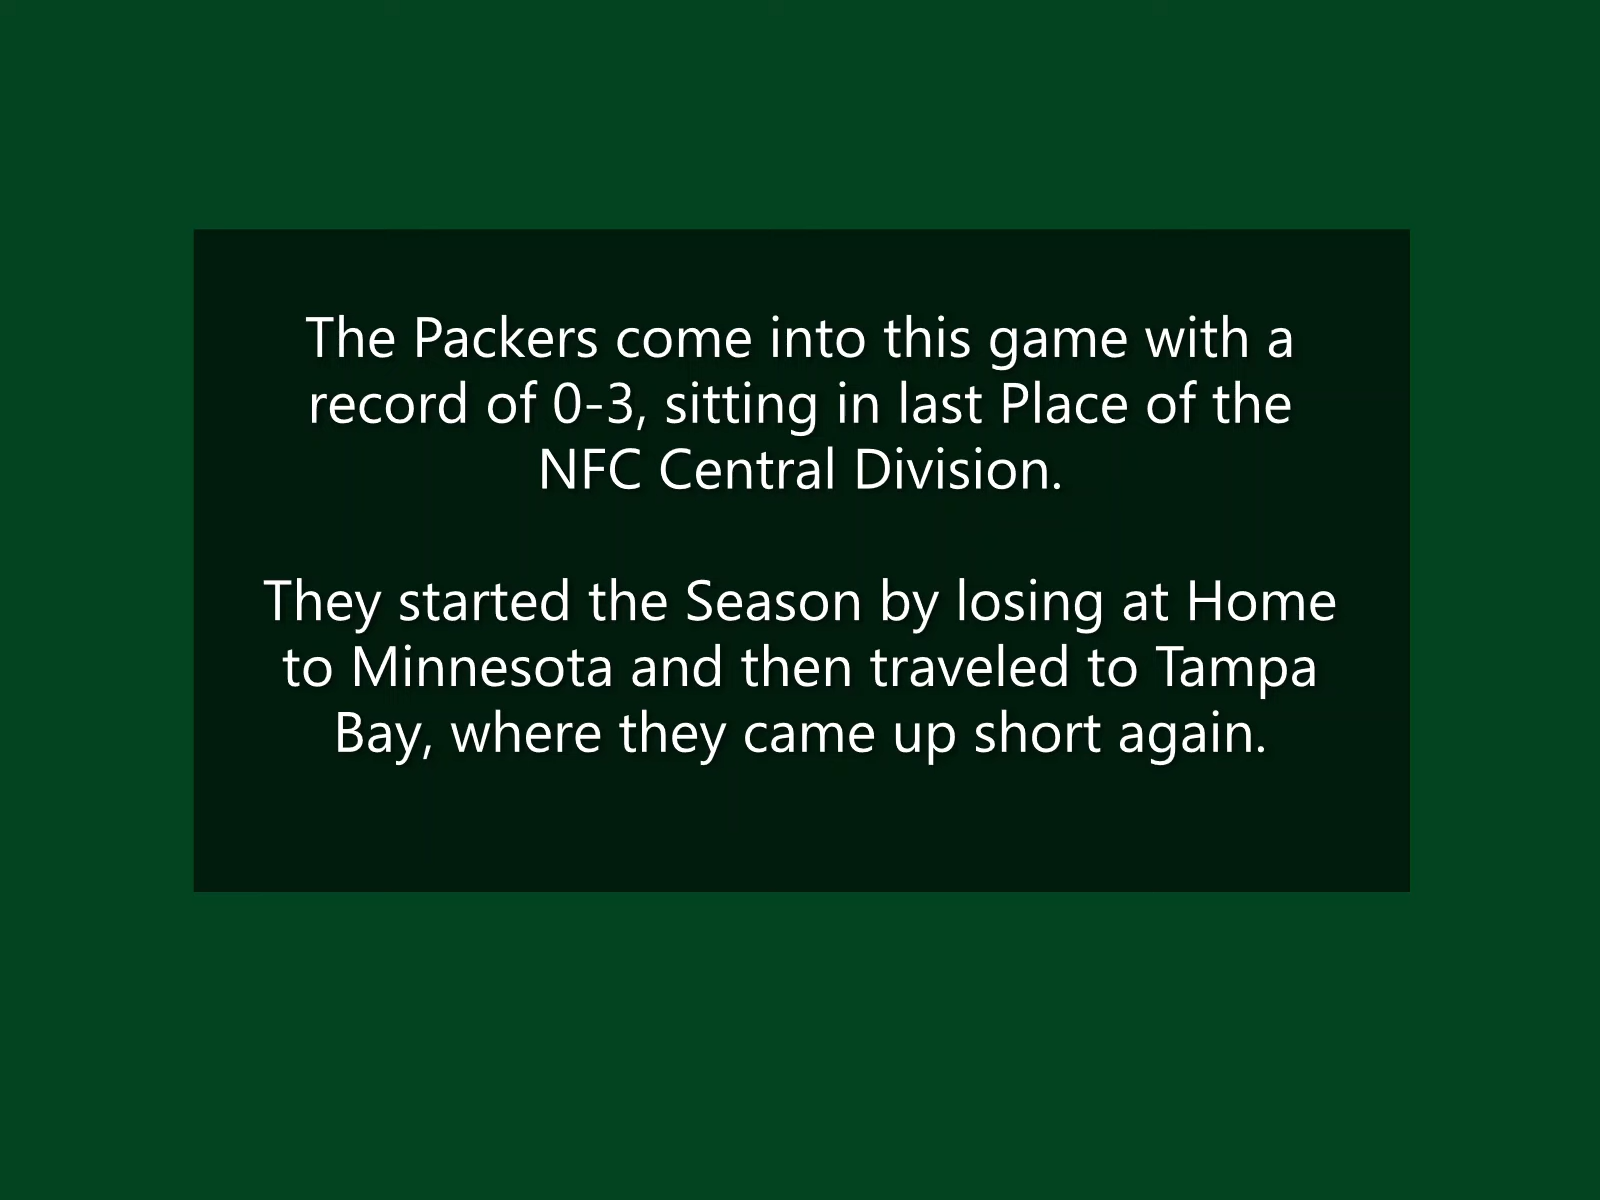 The Packers come into this game with a
record of 0-3, sitting in last Place of the
NFC Central Division.
They started the Season by losing at Home
to Minnesota and then traveled to Tampa
Bay, where they came up short again.